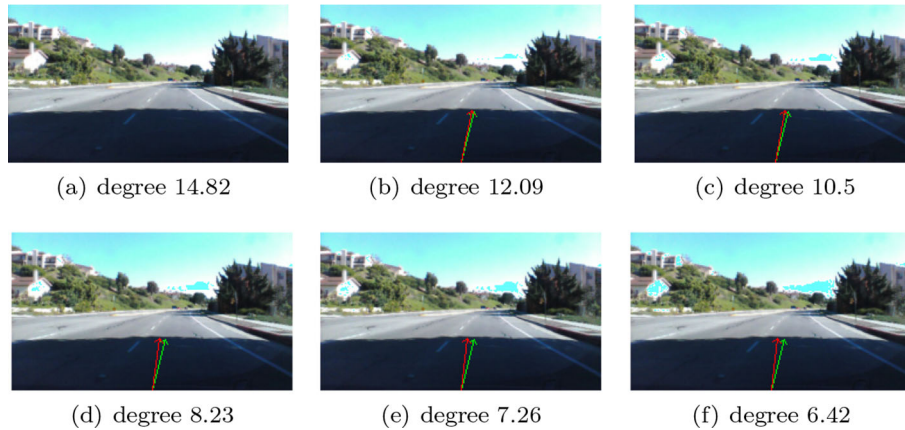 (a) degree 14.82
(b) degree 12.09
(c) degree 10.5
(d) degree 8.23
(e) degree 7.26
(f) degree 6.42